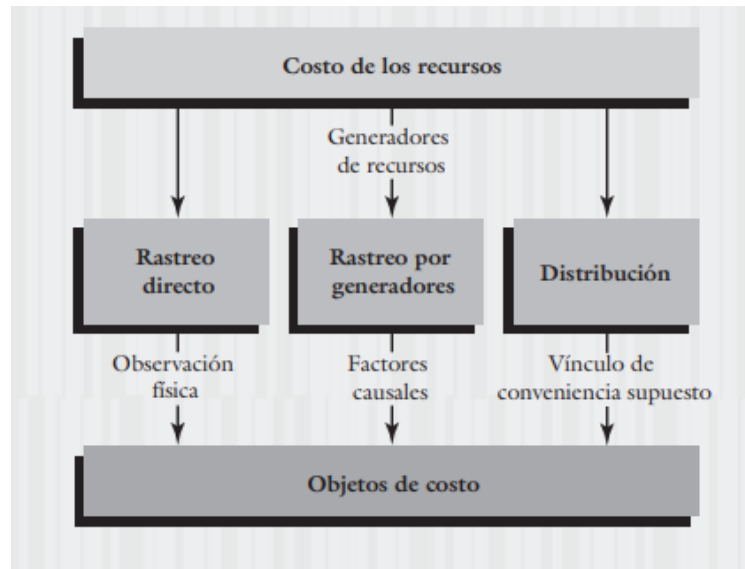 Costo de los recursos
Generadores
de recursos
Rastreo
directo
Rastreo por
generadores
Distribución
Observación
física
Factores
causales
Vínculo de
conveniencia supuesto
Objetos de costo